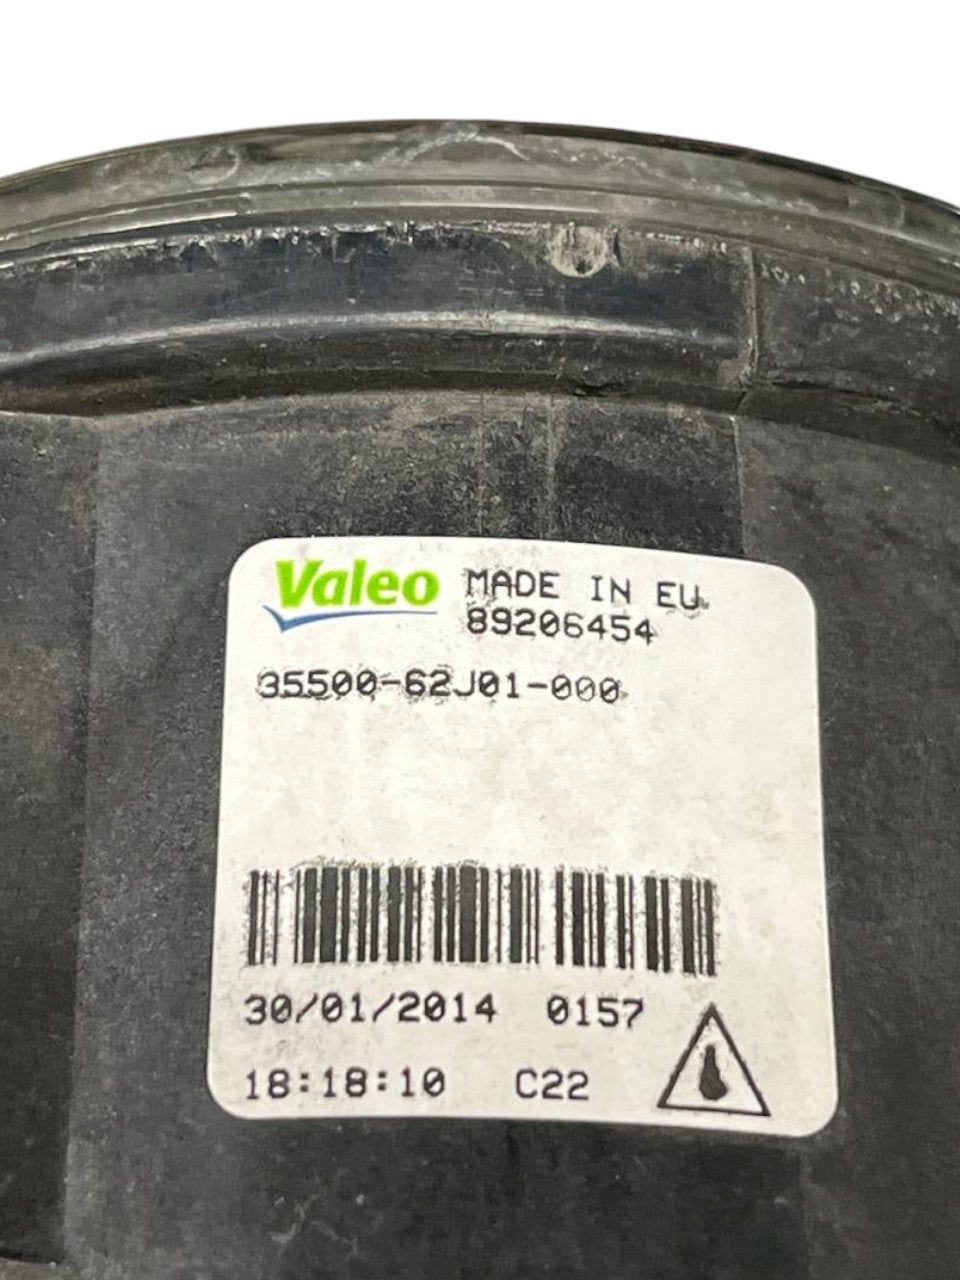 Valeo MADE IN EU
89206454
35500-62J01-000
30/01/2014 0157
18:18:10 C22